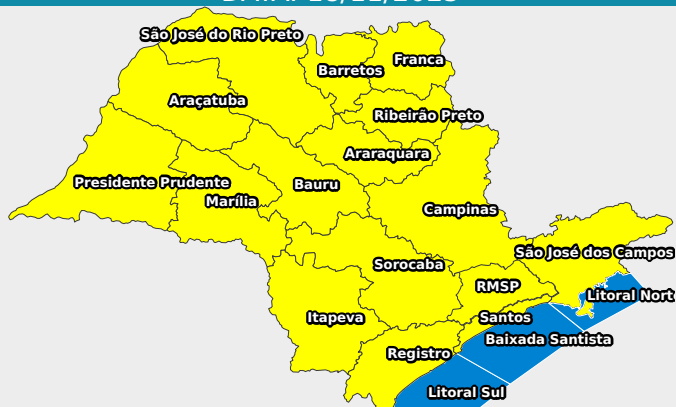 São José do Rio Preto
Franca
Barretos
Araçatuba
Ribeirão Preto
Araraquara
Presidente Prudente
Bauru
Marília
Campinas
São José dos Campos
Sorocaba
RMSP
Litoral Nort
Itapeva
Santos
Baixada Santista
Registro
Litoral Sul